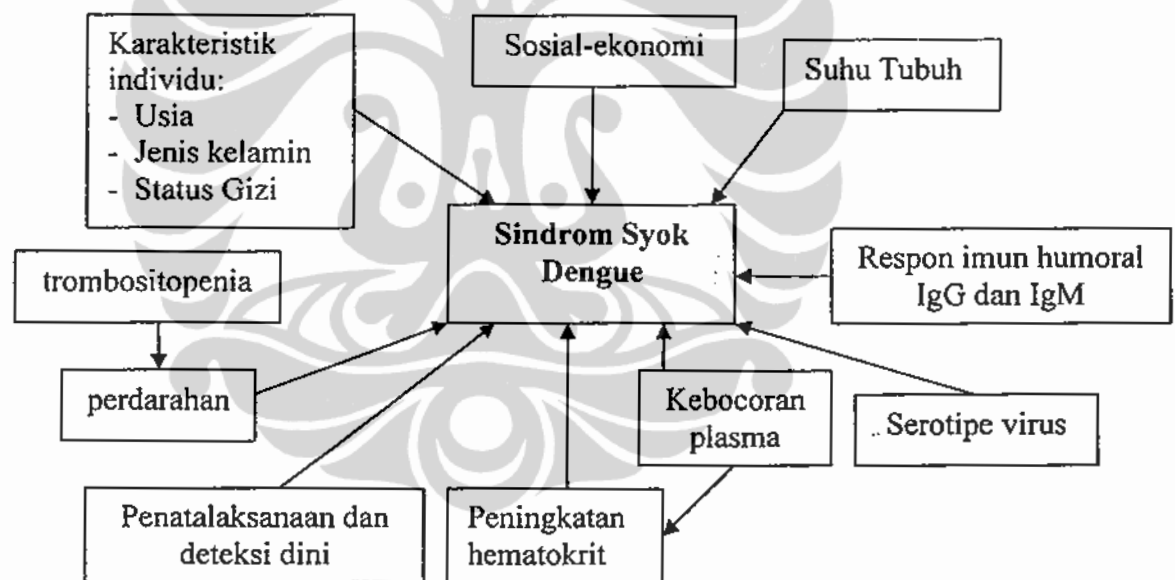 Karakteristik
individu:
- Usia
- Jenis kelamin
- Status Gizi
Sosial-ekonomi
Suhu Tubuh
Sindrom Syok
Dengue
trombositopenia
Respon imun humoral
IgG dan IgM
perdarahan
Kebocoran
plasma
Serotipe virus
Penatalaksanaan dan
deteksi dini
Peningkatan
hematokrit